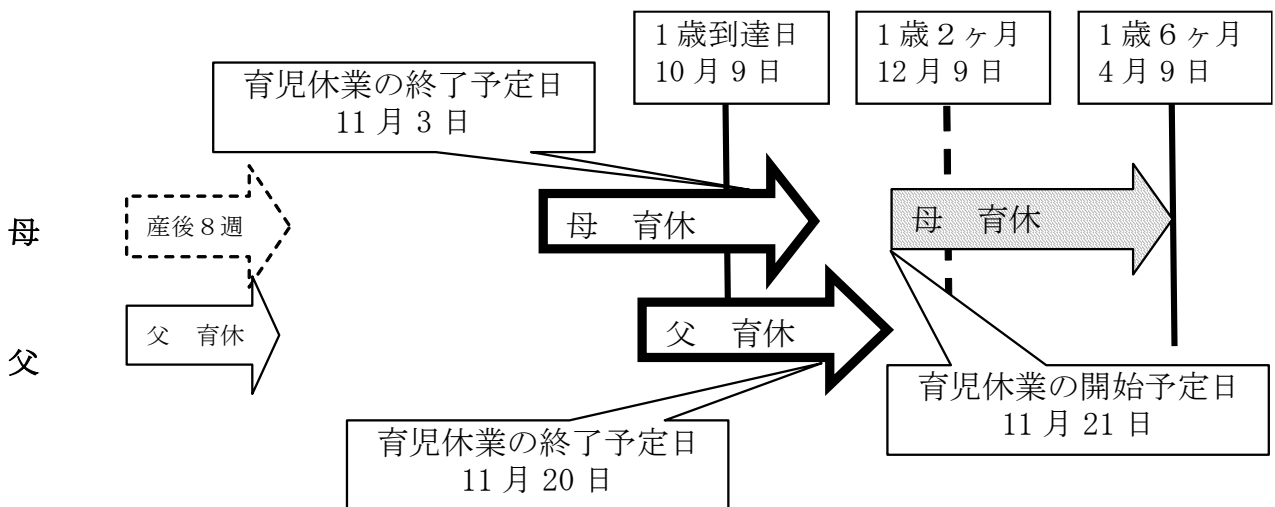 1歳到達日
10月9日
1歳2ヶ月
12月9日
1歳6ヶ月
4月9日
育児休業の終了予定日
11月3日
母
産後8週
母 育休
母 育休
父
父 育休
父 育休
育児休業の開始予定日
11月21日
育児休業の終了予定日
11月20日